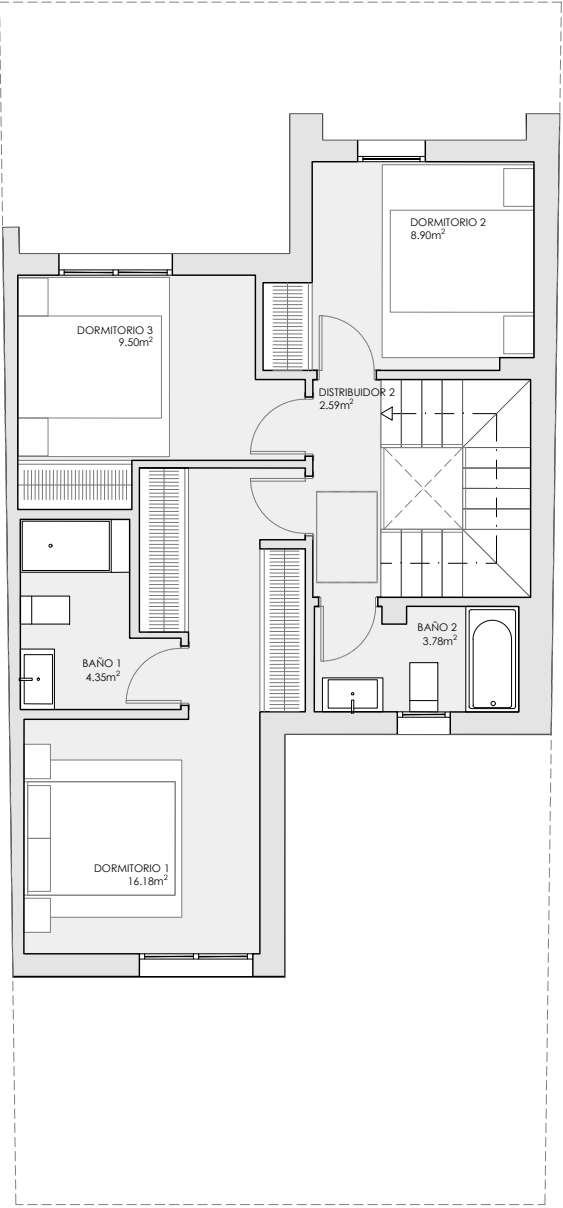 DORMITORIO 2
8.90m²
DORMITORIO 3
9.50m²
DISTRIBUIDOR 2
2.59m²
BAÑO 2
3.78m²
BAÑO 1
4.35m²
DORMITORIO 1
16.18m²